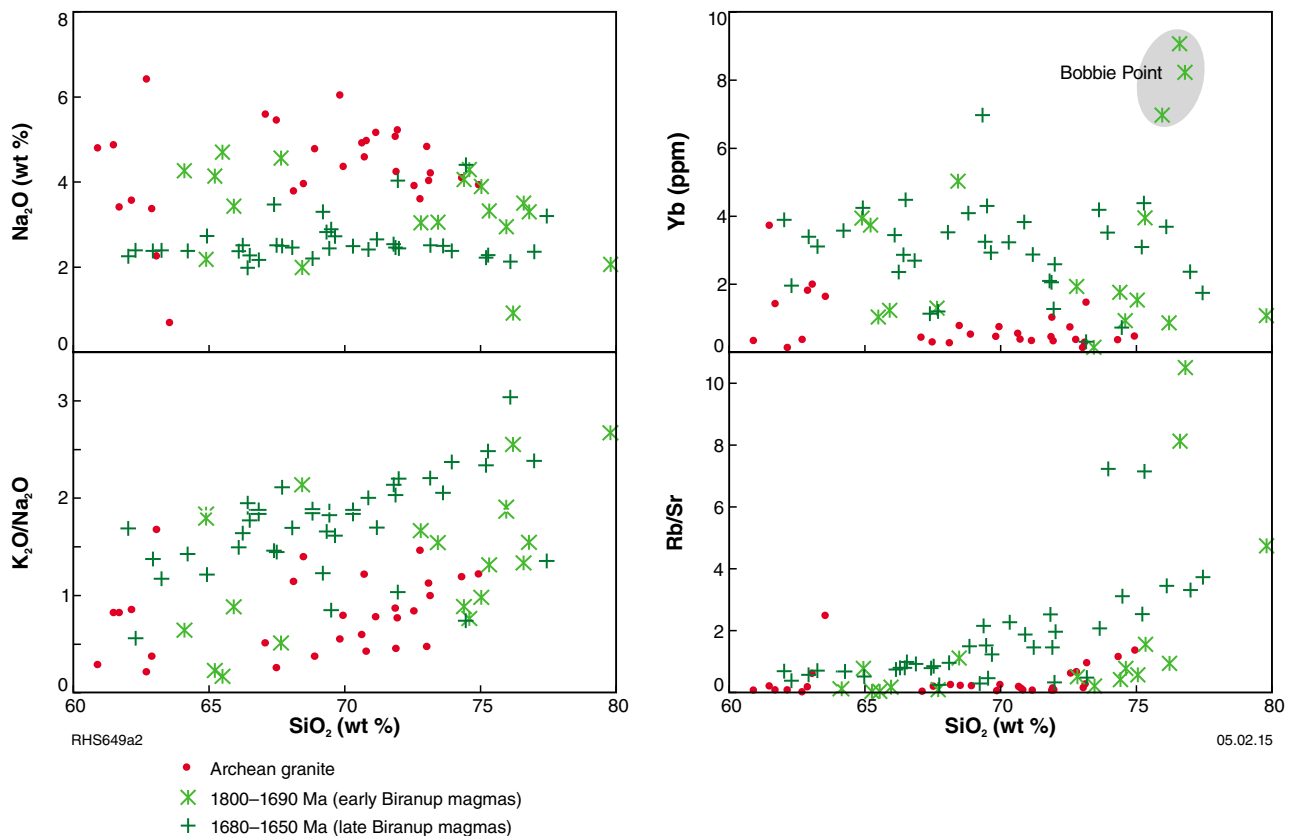 8
6
4
2
0
Na₂O (wt %)
10
8
6
4
2
0
Yb (ppm)
Bobbie Point
3
2
1
0
K₂O/Na₂O
65
70
75
80
SiO₂ (wt %)
10
8
6
4
2
0
Rb/Sr
60
65
70
75
80
SiO₂ (wt %)
60
RHS649a2
05.02.15
Archean granite
1800–1690 Ma (early Biranup magmas)
1680–1650 Ma (late Biranup magmas)